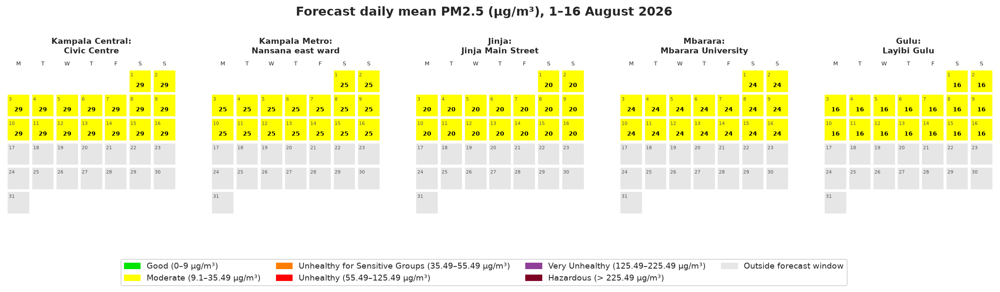 Forecast daily mean PM2.5 (µg/m³), 1–16 August 2026
Kampala Central:
Civic Centre
M T W T F S S
1 2
29 29
3 4 5 6 7 8 9
29 29 29 29 29 29 29
10 11 12 13 14 15 16
29 29 29 29 29 29 29
17 18 19 20 21 22 23
24 25 26 27 28 29 30
31
Kampala Metro:
Nansana east ward
M T W T F S S
1 2
25 25
3 4 5 6 7 8 9
25 25 25 25 25 25 25
10 11 12 13 14 15 16
25 25 25 25 25 25 25
17 18 19 20 21 22 23
24 25 26 27 28 29 30
31
Jinja:
Jinja Main Street
M T W T F S S
1 2
20 20
3 4 5 6 7 8 9
20 20 20 20 20 20 20
10 11 12 13 14 15 16
20 20 20 20 20 20 20
17 18 19 20 21 22 23
24 25 26 27 28 29 30
31
Mbarara:
Mbarara University
M T W T F S S
1 2
24 24
3 4 5 6 7 8 9
24 24 24 24 24 24 24
10 11 12 13 14 15 16
24 24 24 24 24 24 24
17 18 19 20 21 22 23
24 25 26 27 28 29 30
31
Gulu:
Layibi Gulu
M T W T F S S
1 2
16 16
3 4 5 6 7 8 9
16 16 16 16 16 16 16
10 11 12 13 14 15 16
16 16 16 16 16 16 16
17 18 19 20 21 22 23
24 25 26 27 28 29 30
31
Good (0–9 µg/m³)
Moderate (9.1–35.49 µg/m³)
Unhealthy for Sensitive Groups (35.49–55.49 µg/m³)
Unhealthy (55.49–125.49 µg/m³)
Very Unhealthy (125.49–225.49 µg/m³)
Hazardous (> 225.49 µg/m³)
Outside forecast window